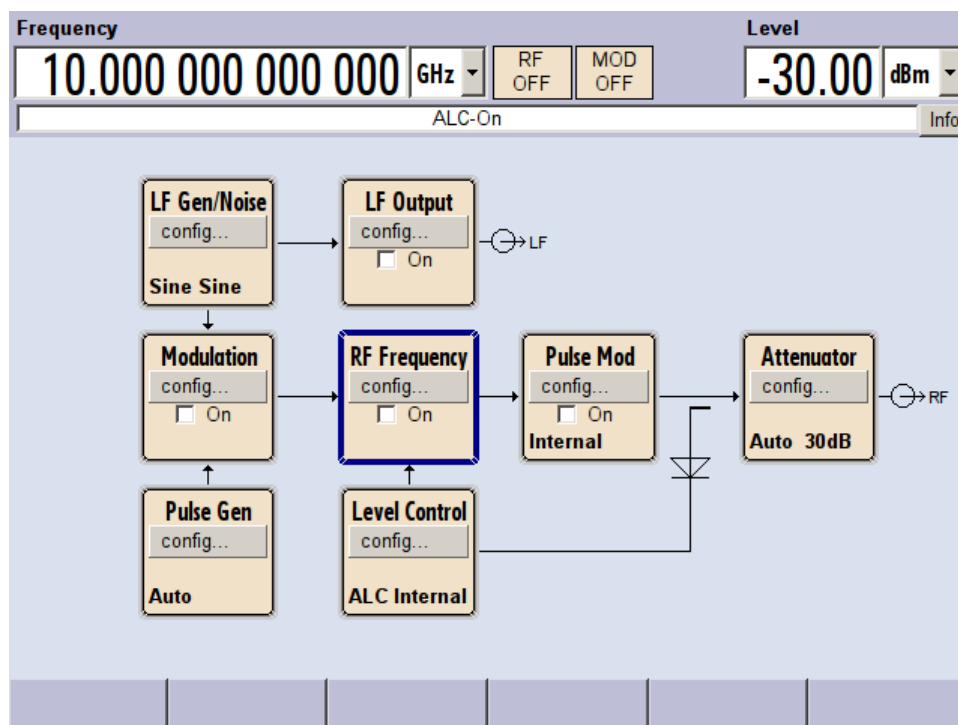 Frequency Level
10.000 000 000 000 GHz RF OFF MOD OFF -30.00 dBm
ALC-On Info
LF Gen/Noise LF Output
config... config... LF
On
Sine Sine
Modulation RF Frequency Pulse Mod Attenuator
config... config... config... config... RF
On On On
Internal Auto 30dB
Pulse Gen Level Control
config... config...
Auto ALC Internal